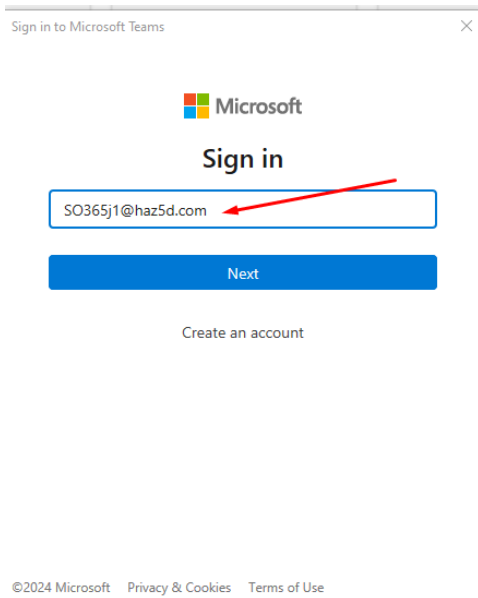 Sign in to Microsoft Teams
Microsoft
Sign in
SO365j1@haz5d.com
Next
Create an account
©2024 Microsoft Privacy & Cookies Terms of Use